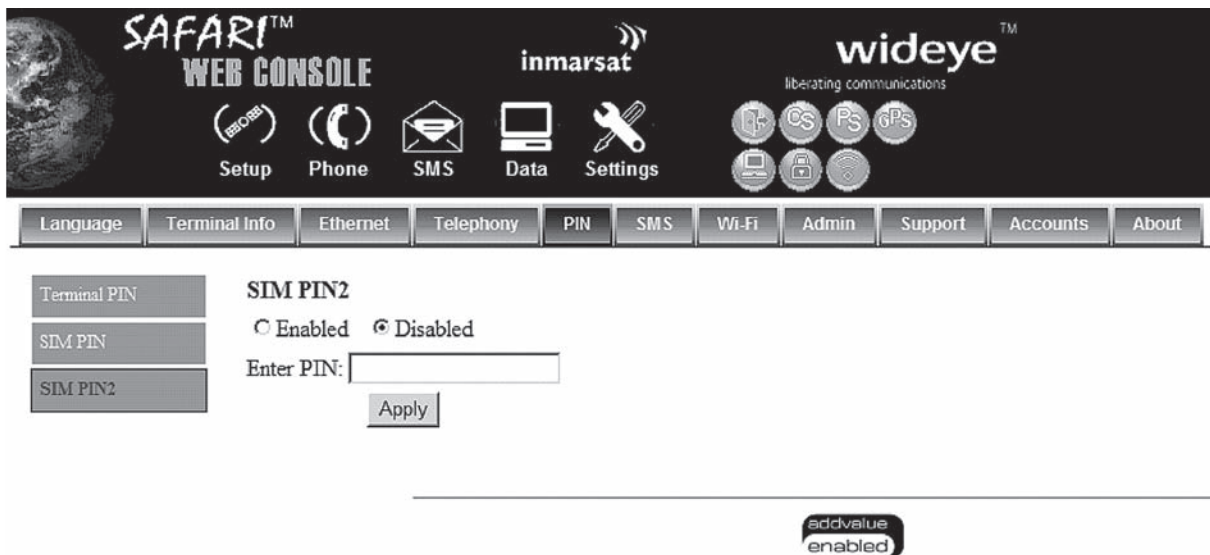 SAFARI™
WEB CONSOLE
inmarsat
wideye™
liberating communications
Setup Phone SMS Data Settings
CS PS GPS
Language Terminal Info Ethernet Telephony PIN SMS Wi-Fi Admin Support Accounts About
Terminal PIN
SIM PIN
SIM PIN2
SIM PIN2
Enabled Disabled
Enter PIN:
Apply
addvalue
enabled